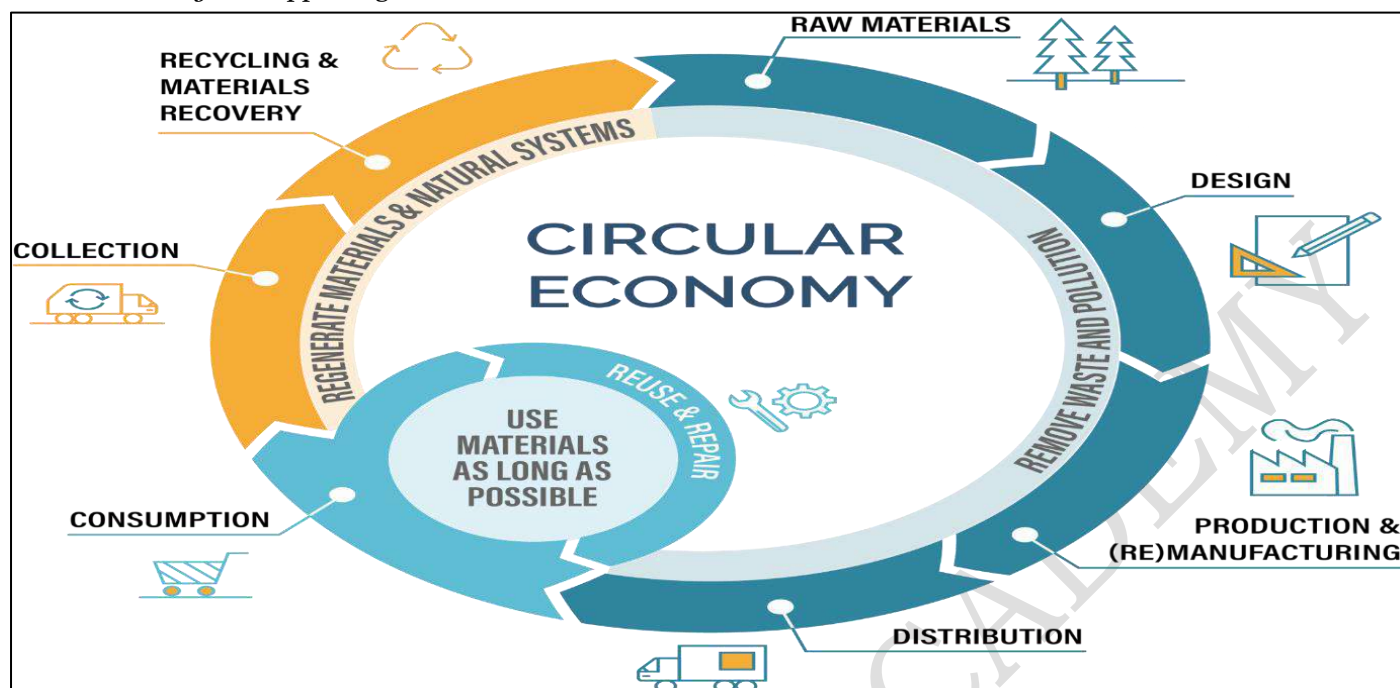 RAW MATERIALS
RECYCLING &
MATERIALS
RECOVERY
DESIGN
REGENERATE MATERIALS & NATURAL SYSTEMS
CIRCULAR
ECONOMY
COLLECTION
REMOVE WASTE AND POLLUTION
REUSE & REPAIR
USE
MATERIALS
AS LONG AS
POSSIBLE
CONSUMPTION
PRODUCTION &
(RE)MANUFACTURING
DISTRIBUTION